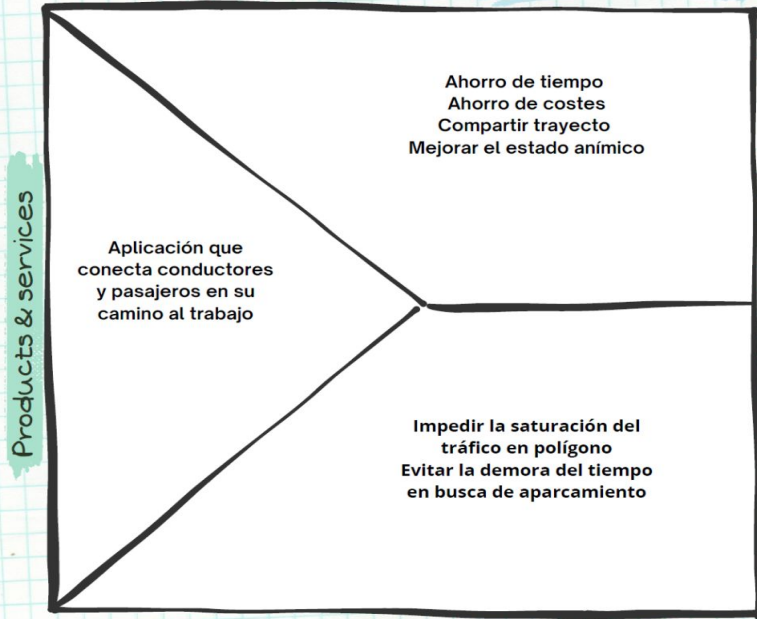 Products & services
Aplicación que
conecta conductores
y pasajeros en su
camino al trabajo
Ahorro de tiempo
Ahorro de costes
Compartir trayecto
Mejorar el estado anímico
Impedir la saturación del
tráfico en polígono
Evitar la demora del tiempo
en busca de aparcamiento